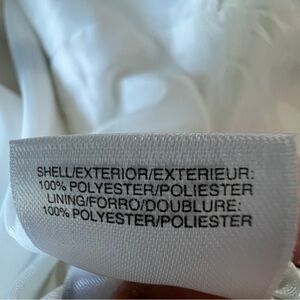 SHELL/EXTERIOR/EXTERIEUR:
100% POLYESTER/POLIESTER
LINING/FORRO/DOUBLURE:
100% POLYESTER/POLIESTER